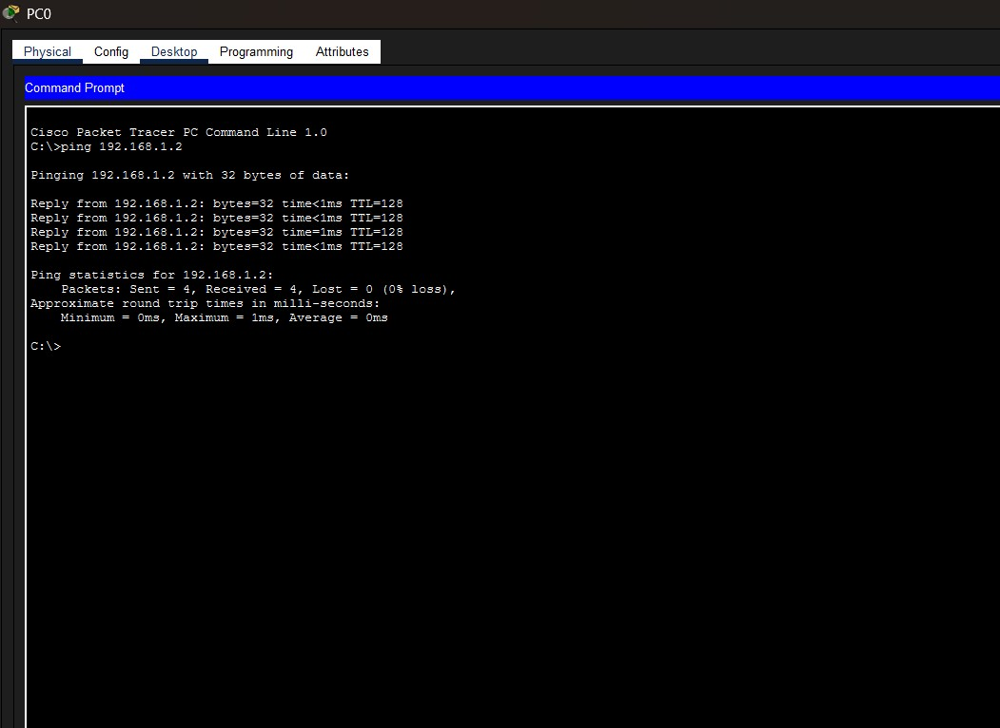 PC0
Physical Config Desktop Programming Attributes
Command Prompt
Cisco Packet Tracer PC Command Line 1.0
C:\>ping 192.168.1.2
Pinging 192.168.1.2 with 32 bytes of data:
Reply from 192.168.1.2: bytes=32 time<1ms TTL=128
Reply from 192.168.1.2: bytes=32 time<1ms TTL=128
Reply from 192.168.1.2: bytes=32 time=1ms TTL=128
Reply from 192.168.1.2: bytes=32 time<1ms TTL=128
Ping statistics for 192.168.1.2:
Packets: Sent = 4, Received = 4, Lost = 0 (0% loss),
Approximate round trip times in milli-seconds:
Minimum = 0ms, Maximum = 1ms, Average = 0ms
C:\>